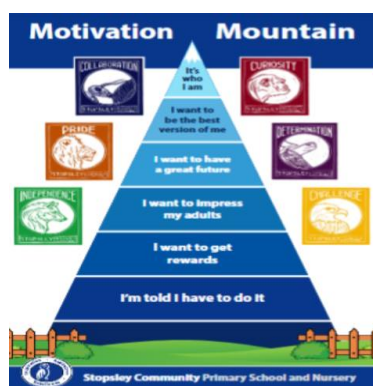 Motivation Mountain
It's
who
I am
COLLABORATION
CURIOSITY
I want to
be the best
version of me
PRIDE
DETERMINATION
I want to have
a great future
INDEPENDENCE
CHALLENGE
I want to impress
my adults
I want to get
rewards
I'm told I have to do it
Stopsley Community Primary School and Nursery